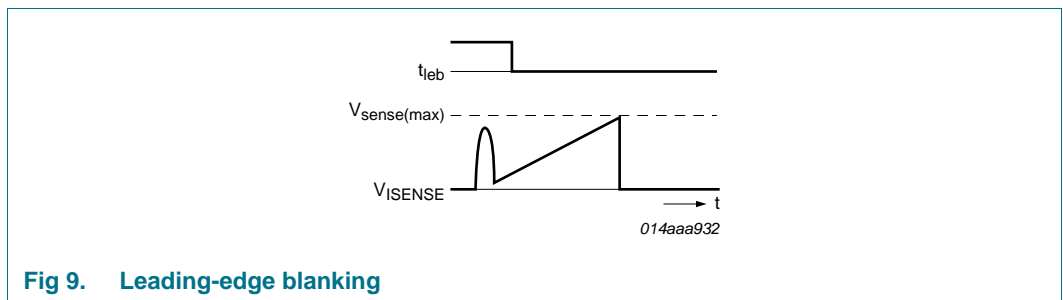 tleb
Vsense(max)
VISENSE
t
014aaa932
Fig 9. Leading-edge blanking